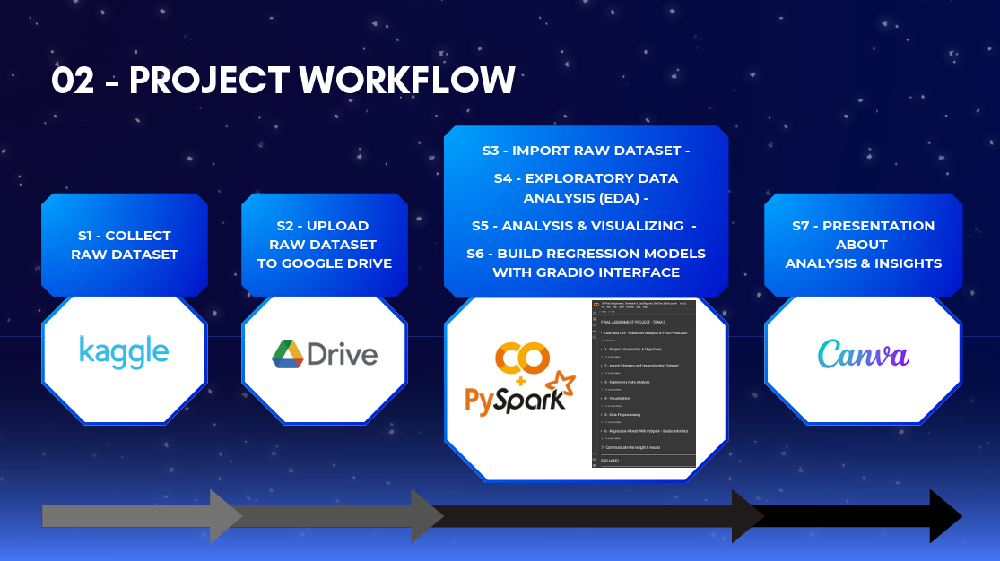 02 - PROJECT WORKFLOW
S1 - COLLECT
RAW DATASET
S2 - UPLOAD
RAW DATASET
TO GOOGLE DRIVE
S3 - IMPORT RAW DATASET -
S4 - EXPLORATORY DATA
ANALYSIS (EDA) -
S5 - ANALYSIS & VISUALIZING -
S6 - BUILD REGRESSION MODELS
WITH GRADIO INTERFACE
S7 - PRESENTATION
ABOUT
ANALYSIS & INSIGHTS
kaggle
Drive
CO
+
PySpark
FINAL ASSIGNMENT PROJECT - TEAM 3
Uber and Lyft - Rideshare Analysis & Price Prediction
1 - Project Introduction & Objectives
2 - Import Libraries and Understanding Dataset
3 - Exploratory Data Analysis
4 - Visualization
5 - Data Preprocessing
6 - Regression Model With PySpark - Gradio Interface
7 - Communicate the insight & results
END HERE!
Canva